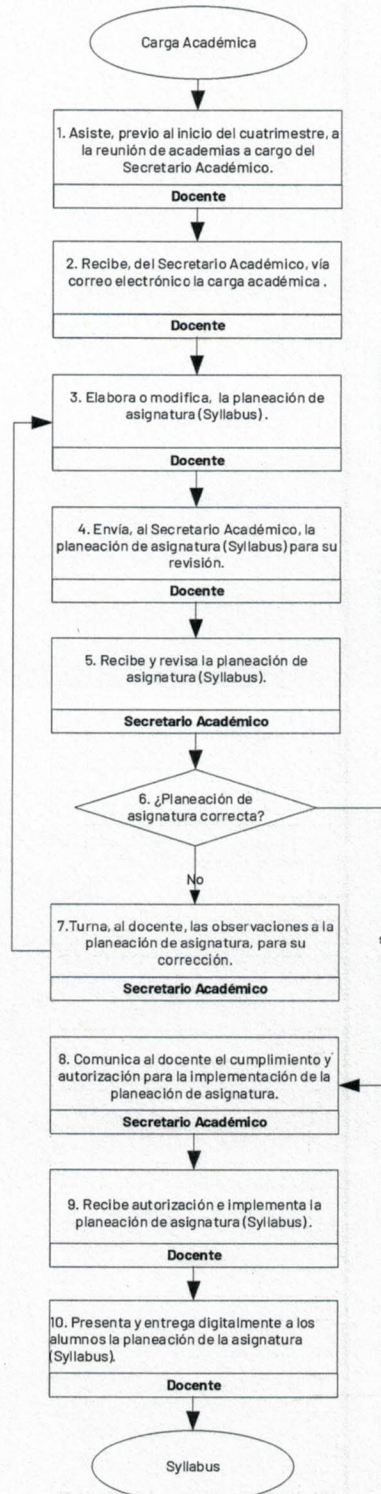 Carga Académica
1. Asiste, previo al inicio del cuatrimestre, a
la reunión de academias a cargo del
Secretario Académico.
Docente
2. Recibe, del Secretario Académico, vía
correo electrónico la carga académica .
Docente
3. Elabora o modifica, la planeación de
asignatura (Syllabus).
Docente
4. Envía, al Secretario Académico, la
planeación de asignatura (Syllabus) para su
revisión.
Docente
5. Recibe y revisa la planeación de
asignatura (Syllabus).
Secretario Académico
6. ¿Planeación de
asignatura correcta?
No
7.Turna, al docente, las observaciones a la
planeación de asignatura, para su
corrección.
Secretario Académico
8. Comunica al docente el cumplimiento y
autorización para la implementación de la
planeación de asignatura.
Secretario Académico
9. Recibe autorización e implementa la
planeación de asignatura (Syllabus).
Docente
10. Presenta y entrega digitalmente a los
alumnos la planeación de la asignatura
(Syllabus).
Docente
Syllabus